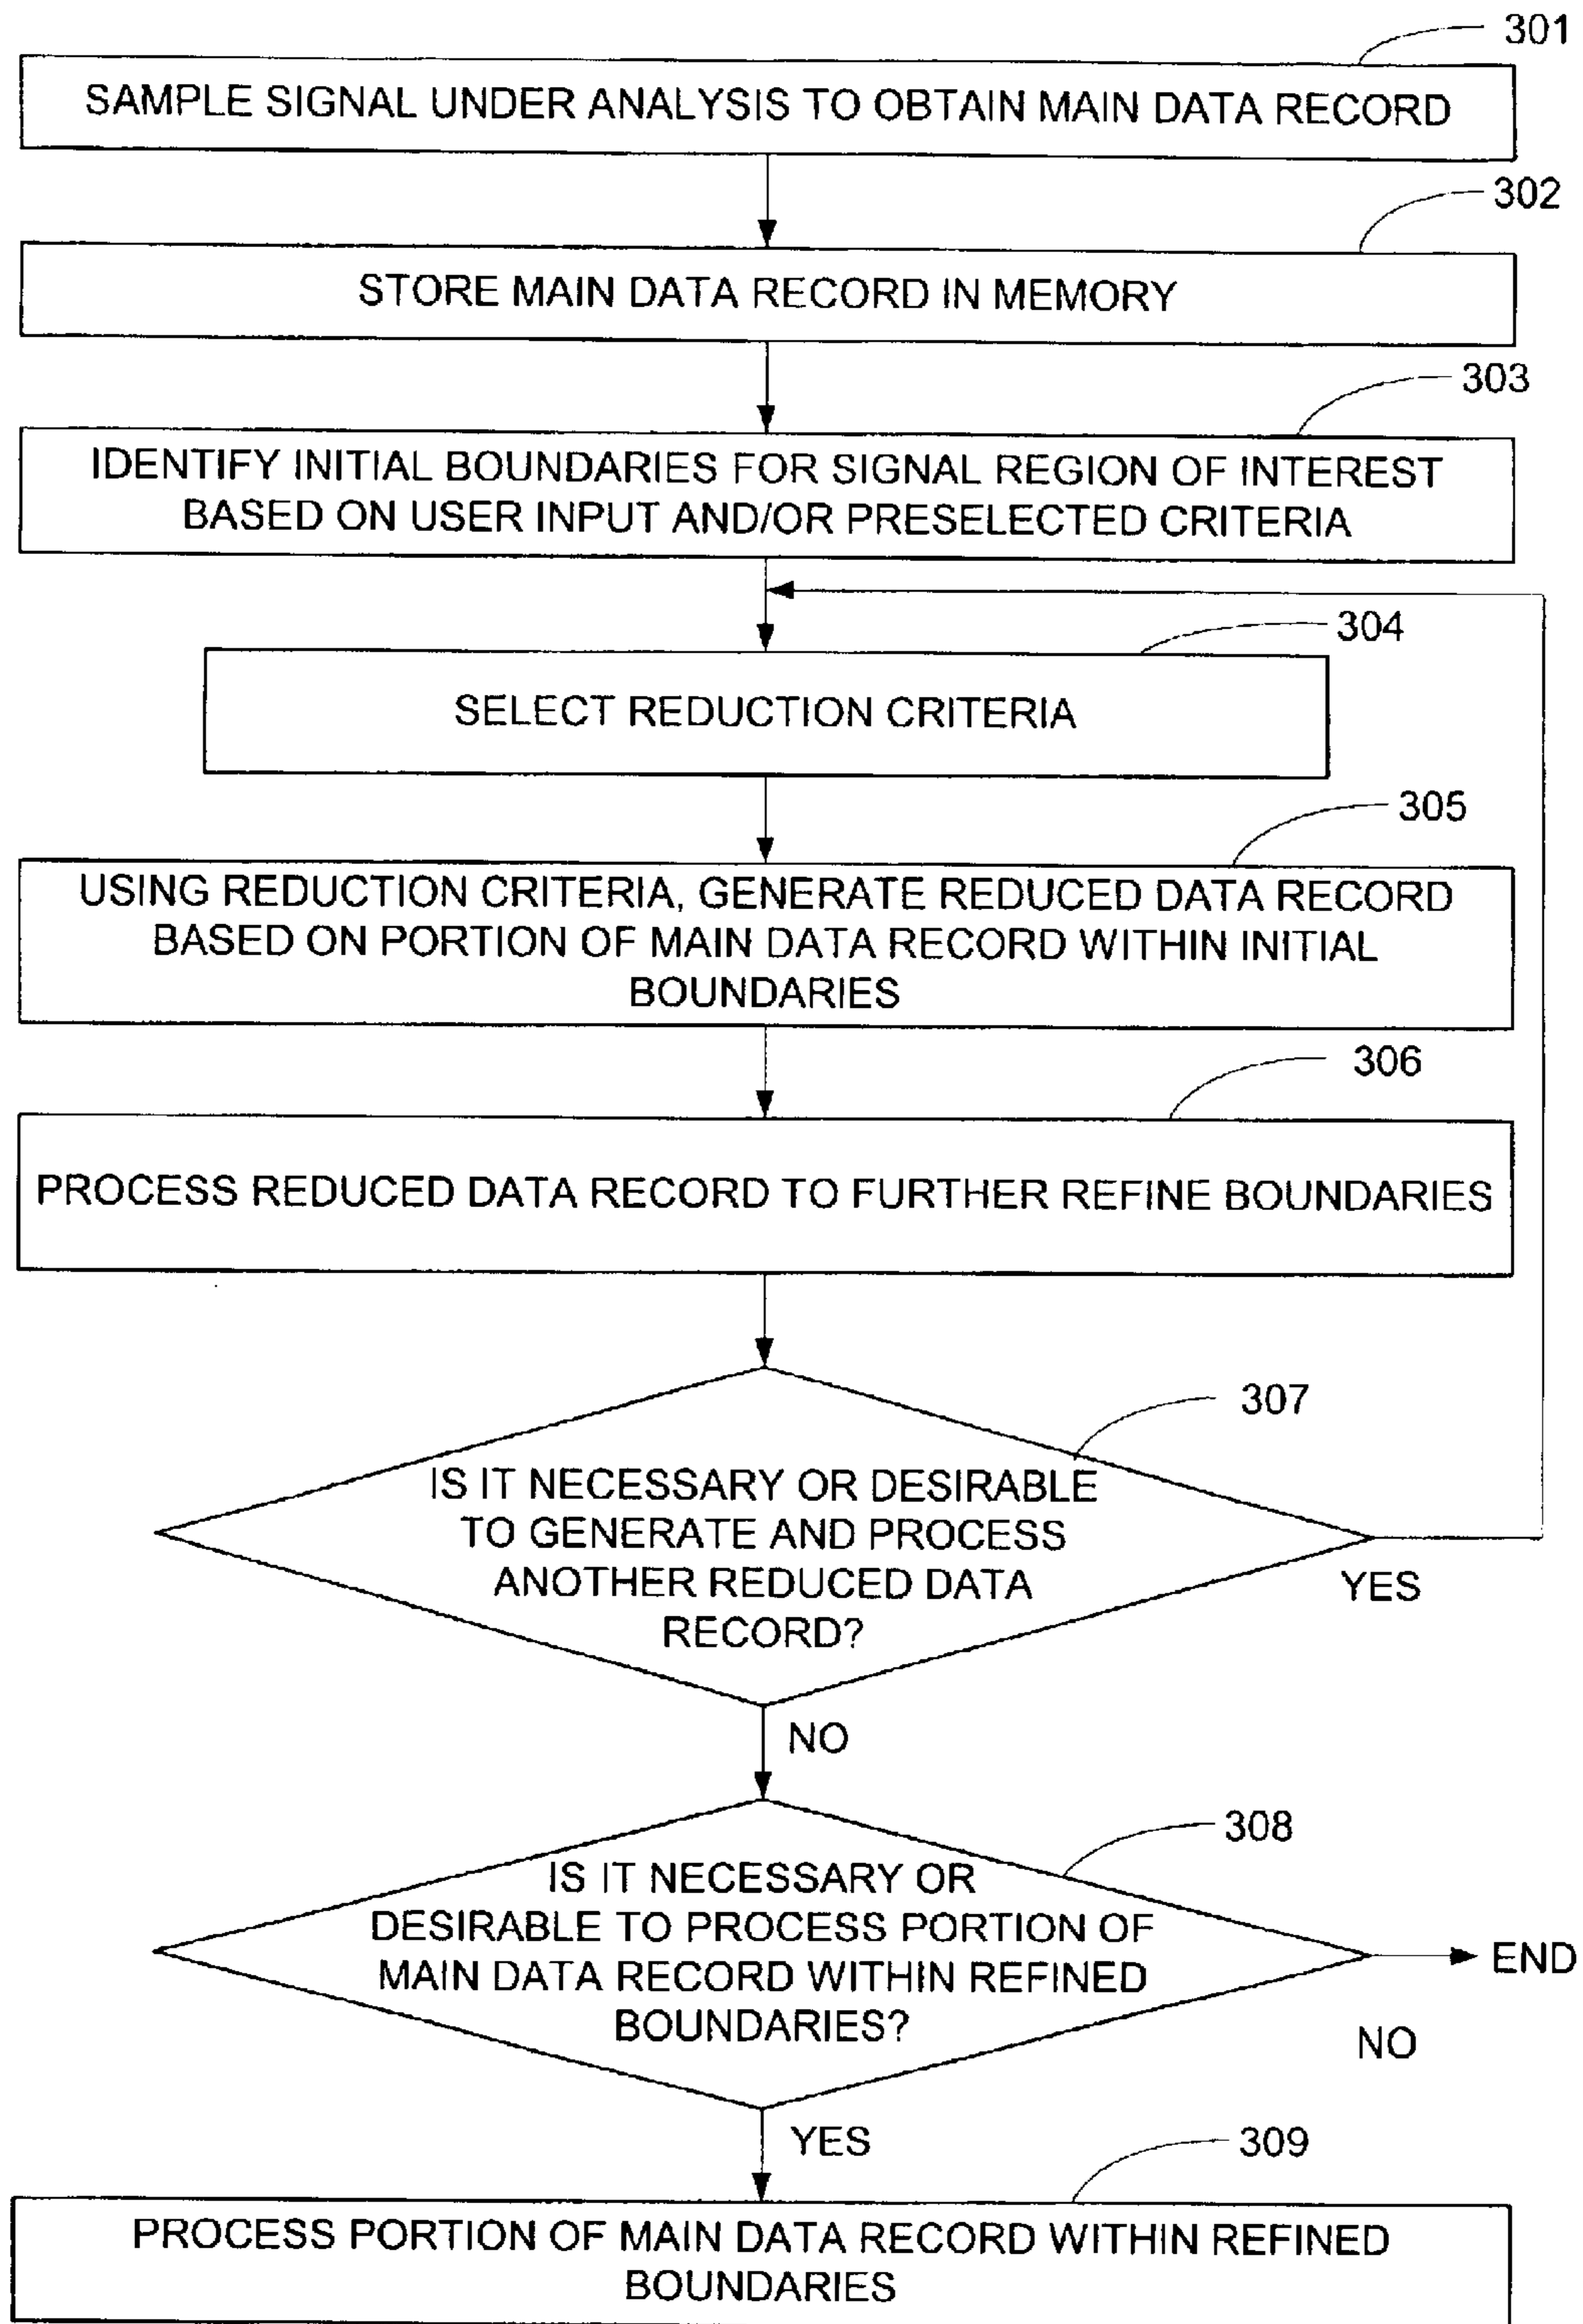 301
SAMPLE SIGNAL UNDER ANALYSIS TO OBTAIN MAIN DATA RECORD
302
STORE MAIN DATA RECORD IN MEMORY
303
IDENTIFY INITIAL BOUNDARIES FOR SIGNAL REGION OF INTEREST
BASED ON USER INPUT AND/OR PRESELECTED CRITERIA
304
SELECT REDUCTION CRITERIA
305
USING REDUCTION CRITERIA, GENERATE REDUCED DATA RECORD
BASED ON PORTION OF MAIN DATA RECORD WITHIN INITIAL
BOUNDARIES
306
PROCESS REDUCED DATA RECORD TO FURTHER REFINE BOUNDARIES
307
IS IT NECESSARY OR DESIRABLE
TO GENERATE AND PROCESS
ANOTHER REDUCED DATA
RECORD?
YES
NO
308
IS IT NECESSARY OR
DESIRABLE TO PROCESS PORTION OF
MAIN DATA RECORD WITHIN REFINED
BOUNDARIES?
END
NO
YES
309
PROCESS PORTION OF MAIN DATA RECORD WITHIN REFINED
BOUNDARIES